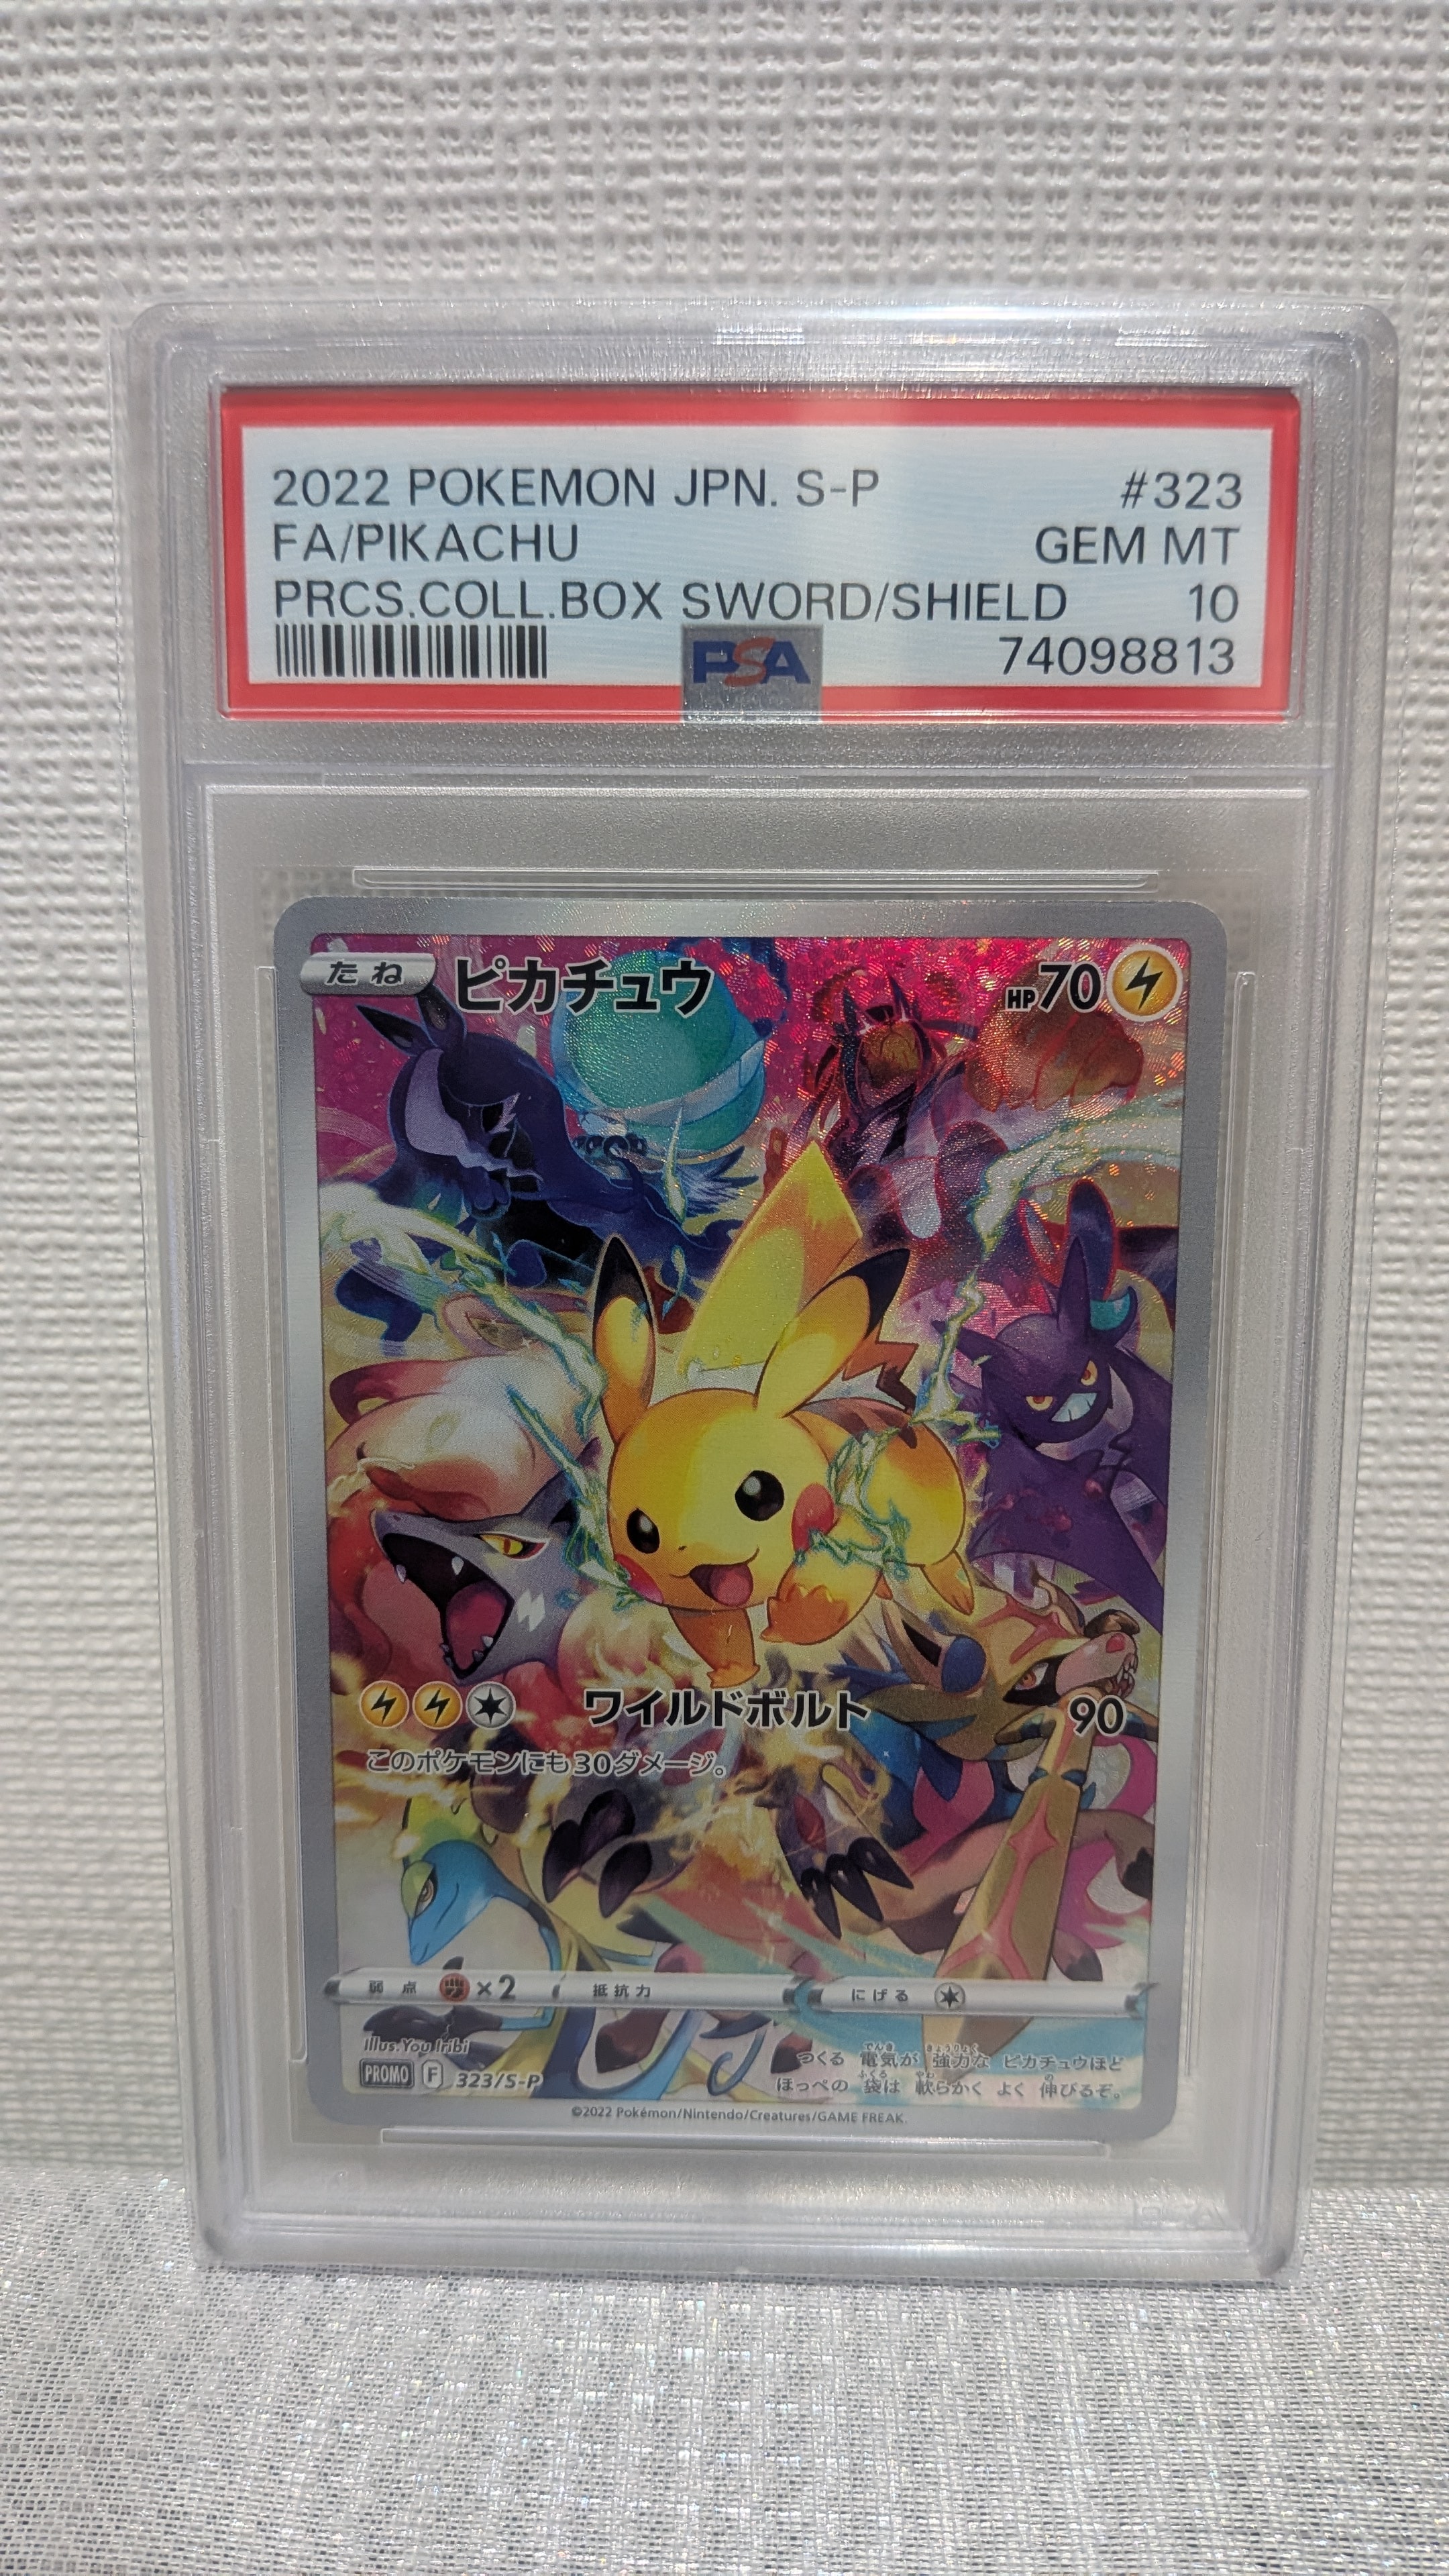 2022 POKEMON JPN. S-P #323
FA/PIKACHU GEM MT
PRCS.COLL.BOX SWORD/SHIELD 10
PSA 74098813
たね ピカチュウ HP70
ワイルドボルト 90
このポケモンにも30ダメージ。
弱点 ×2 抵抗力 にげる
Illus. You Iribi
PROMO F 323/S-P
つくる 電気が 強力な ピカチュウほど
ほっぺの 袋は 軟らかく よく 伸びるぞ。
©2022 Pokémon/Nintendo/Creatures/GAME FREAK.